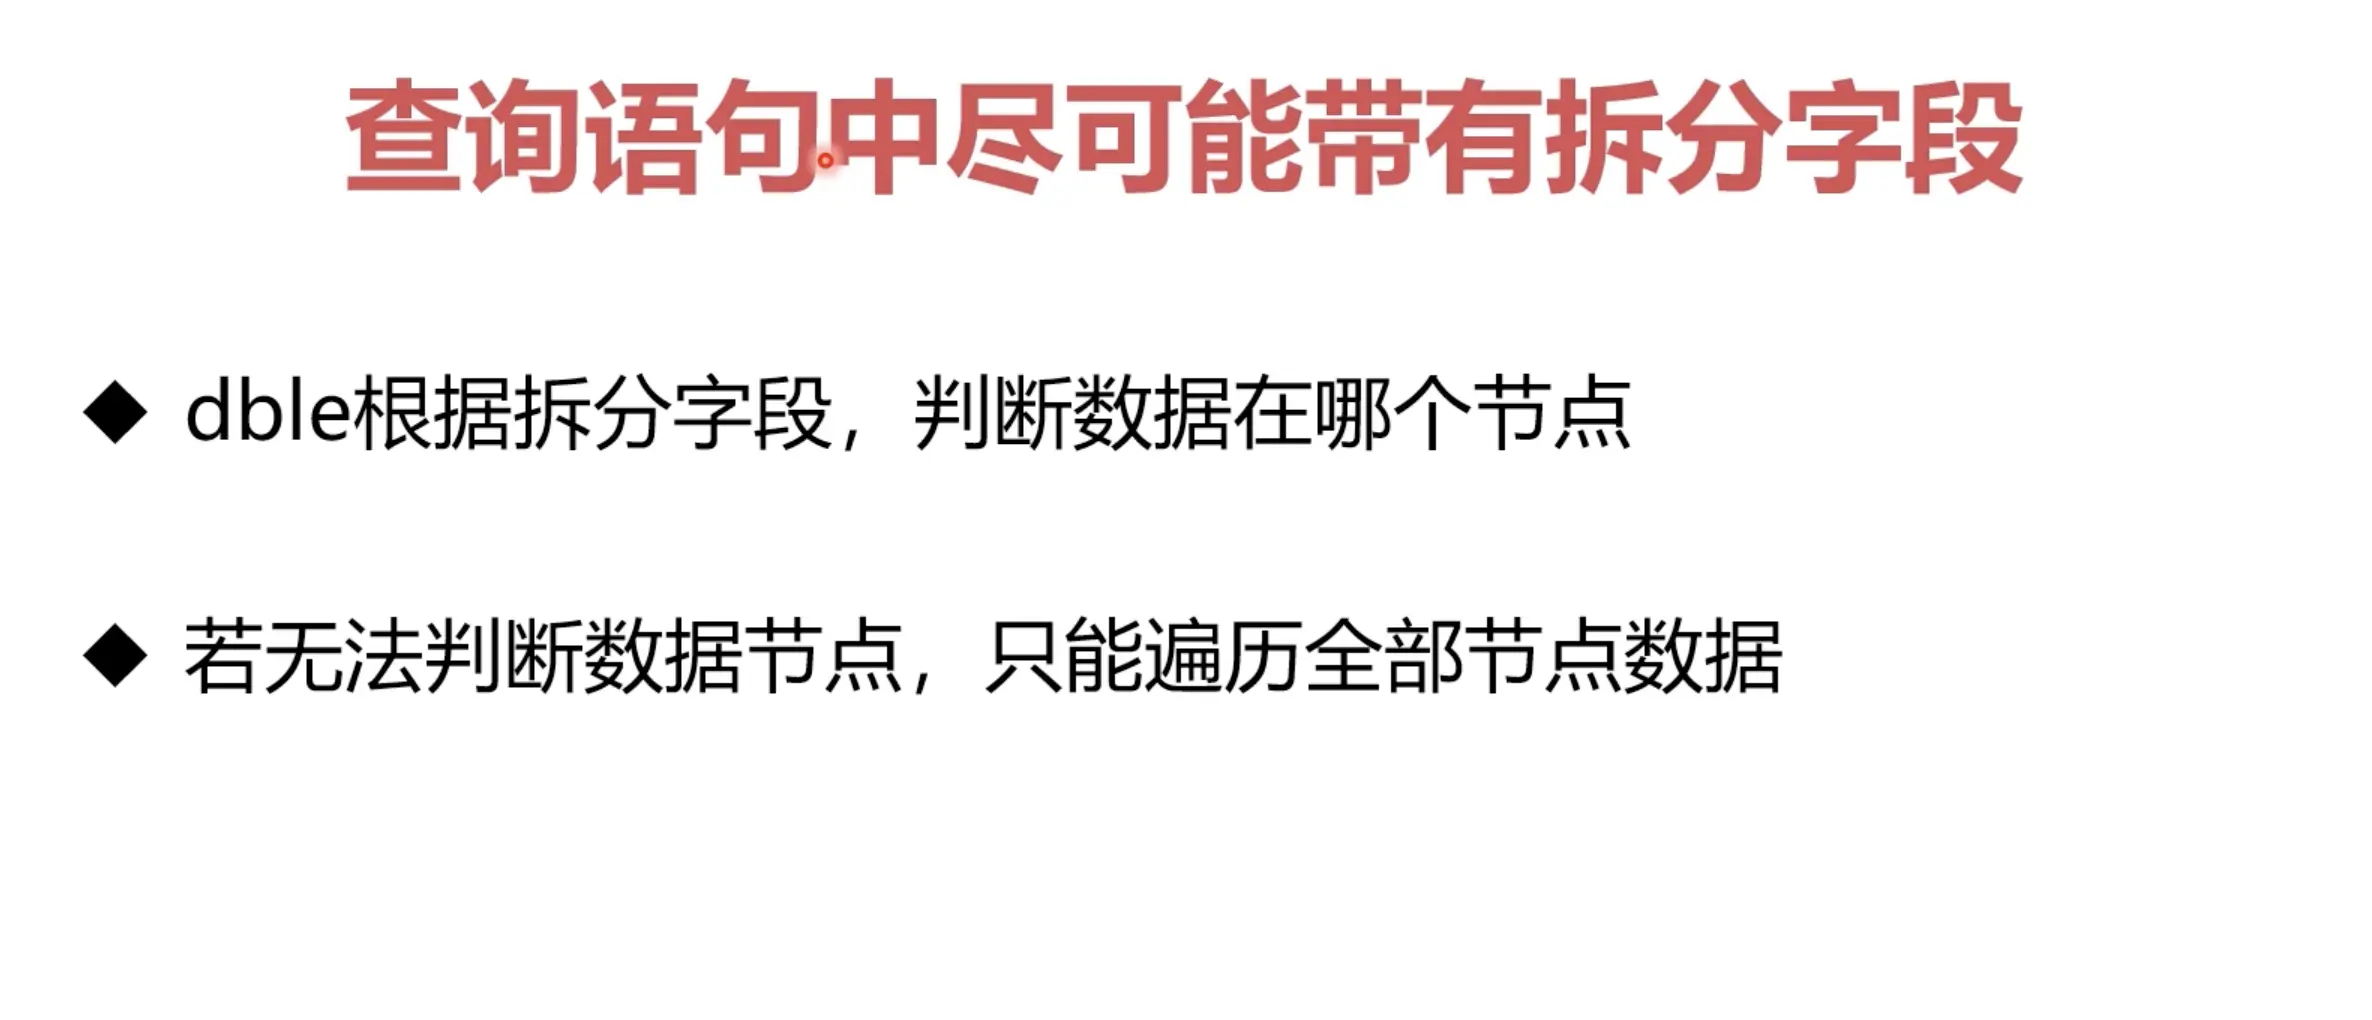 查询语句中尽可能带有拆分字段
◆ dble根据拆分字段，判断数据在哪个节点
◆ 若无法判断数据节点，只能遍历全部节点数据